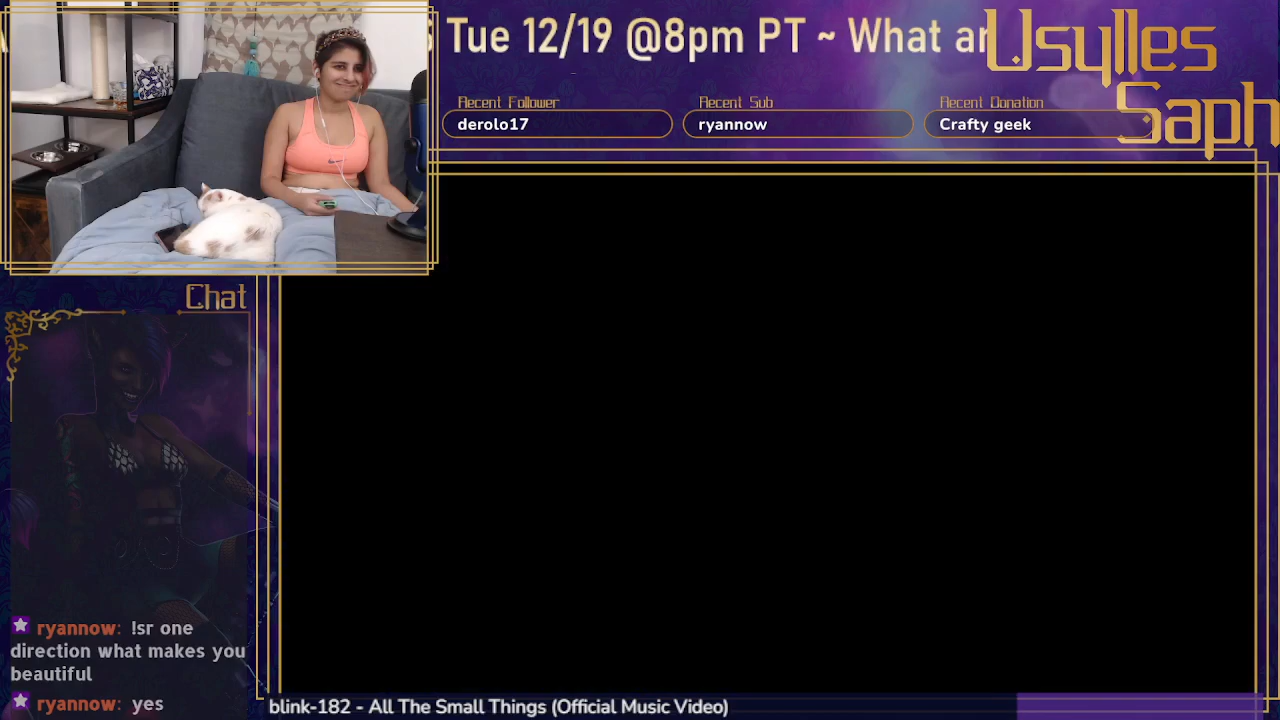 Tue 12/19 @8pm PT ~ What ar
Usylles
Saph
Recent Follower
derolo17
Recent Sub
ryannow
Recent Donation
Crafty geek
Chat
ryannow: !sr one
direction what makes you
beautiful
ryannow: yes
blink-182 - All The Small Things (Official Music Video)